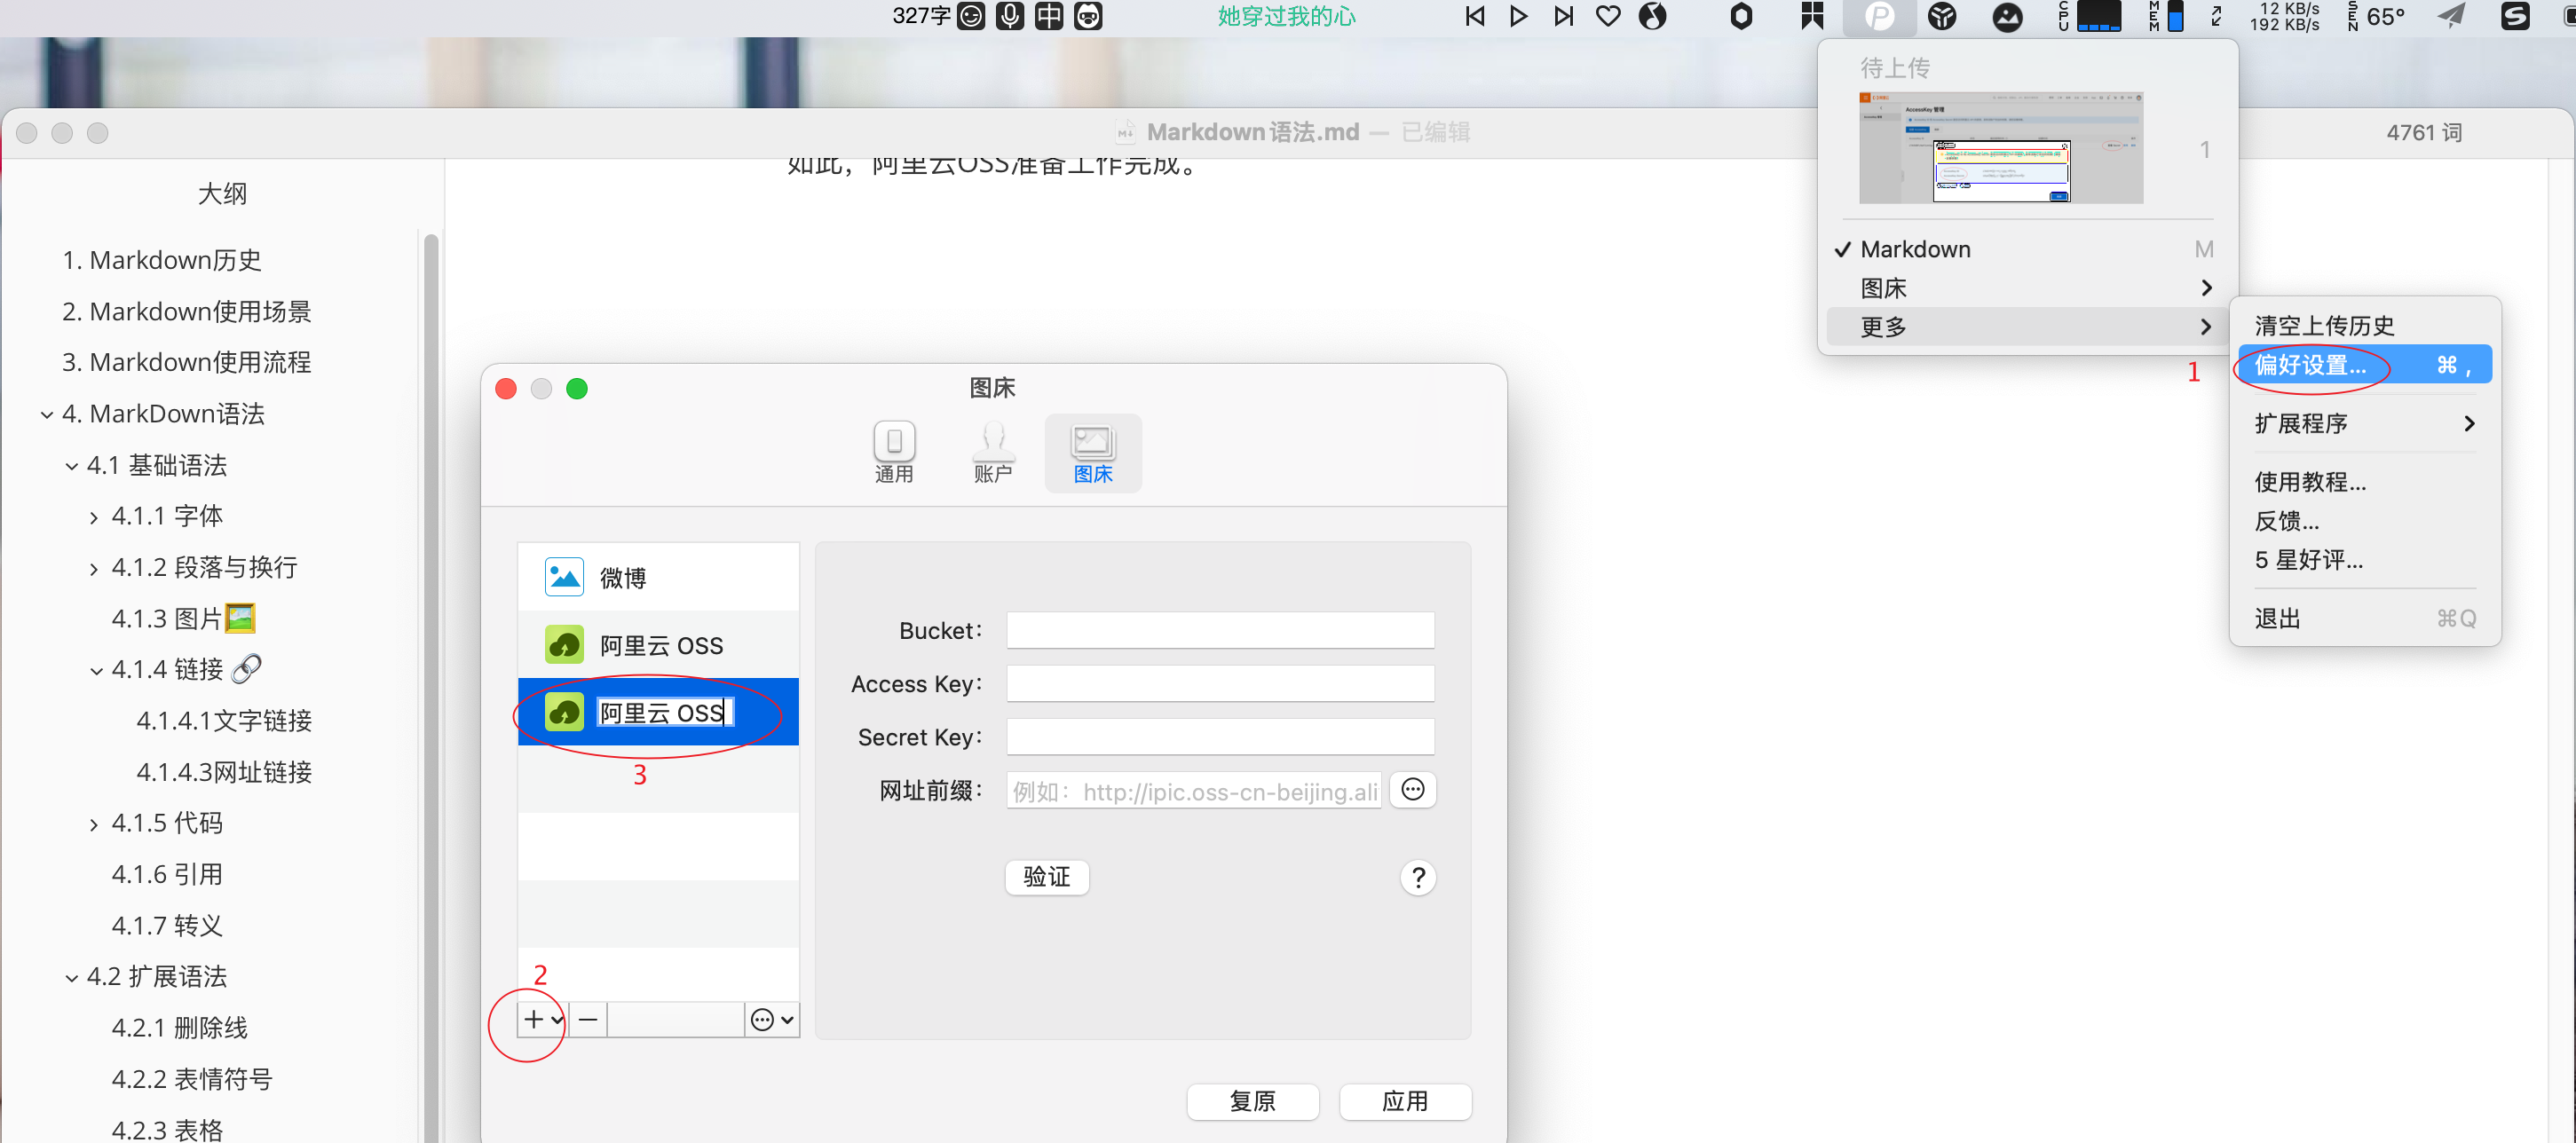 327字 中 她穿过我的心 CPU MEM 12 KB/s SEN 65°
192 KB/s
待上传
AccessKey 管理
1
✓ Markdown M
图床
更多
1
清空上传历史
偏好设置... ⌘ ,
扩展程序
使用教程...
反馈...
5 星好评...
退出 ⌘Q
Markdown语法.md — 已编辑 4761 词
大纲
1. Markdown历史
2. Markdown使用场景
3. Markdown使用流程
4. MarkDown语法
4.1 基础语法
4.1.1 字体
4.1.2 段落与换行
4.1.3 图片🖼️
4.1.4 链接 🔗
4.1.4.1文字链接
4.1.4.3网址链接
4.1.5 代码
4.1.6 引用
4.1.7 转义
4.2 扩展语法
4.2.1 删除线
4.2.2 表情符号
4.2.3 表格
如此，阿里云OSS准备工作完成。
图床
通用 账户 图床
微博
阿里云 OSS
阿里云 OSS
3
2
Bucket:
Access Key:
Secret Key:
网址前缀: 例如：http://ipic.oss-cn-beijing.ali
验证 ?
复原 应用